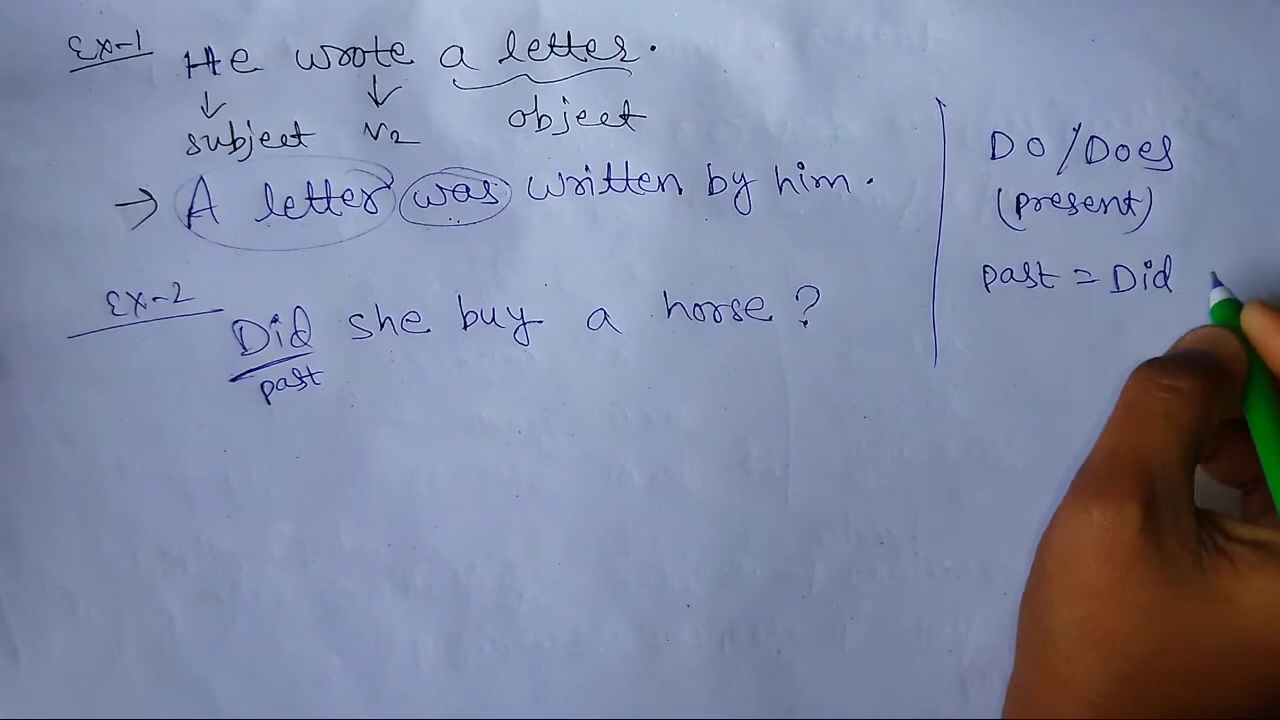 Ex-1 He wrote a letter.
subject V2 object
→ A letter was written by him.
Ex-2
Did she buy a horse?
past
Do/Does
(present)
past = Did